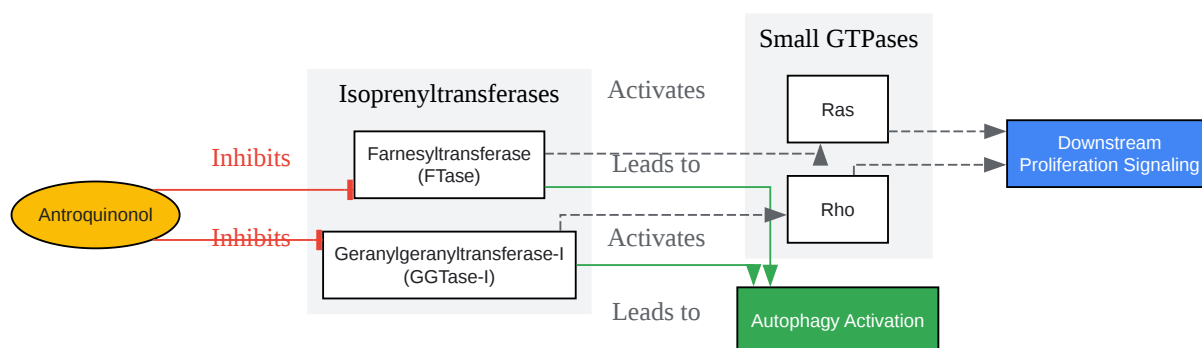 Small GTPases
Isoprenyltransferases
Activates
Ras
Inhibits
Farnesyltransferase
(FTase)
Leads to
Downstream
Proliferation Signaling
Antroquinonol
Rho
Inhibits
Geranylgeranyltransferase-I
(GGTase-I)
Activates
Leads to
Autophagy Activation